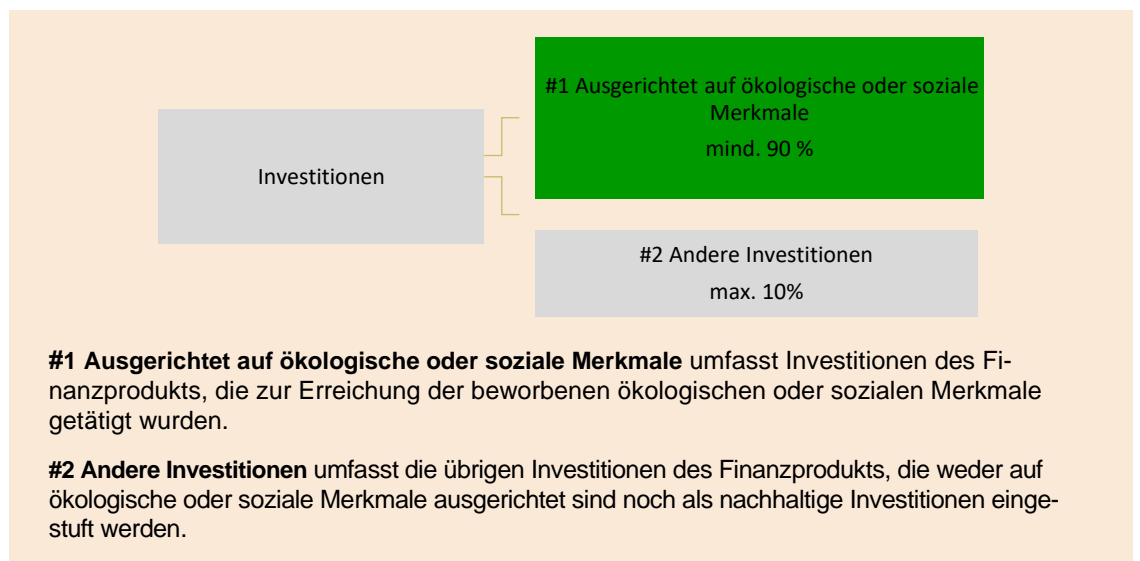 #1 Ausgerichtet auf ökologische oder soziale
Merkmale
mind. 90 %
Investitionen
#2 Andere Investitionen
max. 10%
#1 Ausgerichtet auf ökologische oder soziale Merkmale umfasst Investitionen des Fi-
nanzprodukts, die zur Erreichung der beworbenen ökologischen oder sozialen Merkmale
getätigt wurden.
#2 Andere Investitionen umfasst die übrigen Investitionen des Finanzprodukts, die weder auf
ökologische oder soziale Merkmale ausgerichtet sind noch als nachhaltige Investitionen einge-
stuft werden.